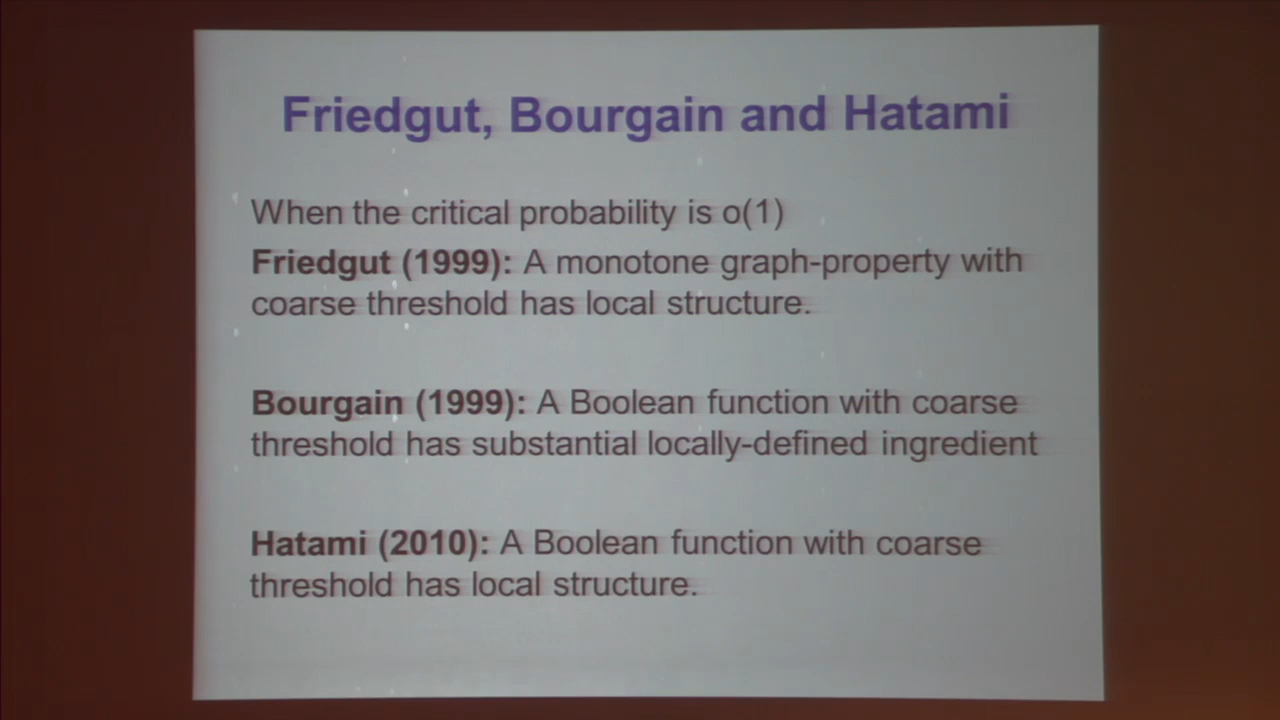 Friedgut, Bourgain and Hatami
When the critical probability is o(1)
Friedgut (1999): A monotone graph-property with
coarse threshold has local structure.
Bourgain (1999): A Boolean function with coarse
threshold has substantial locally-defined ingredient
Hatami (2010): A Boolean function with coarse
threshold has local structure.